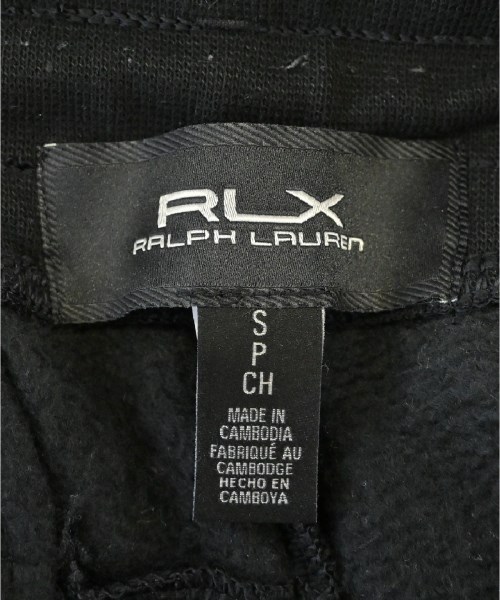 RLX
RALPH LAUREN
S
P
CH
MADE IN
CAMBODIA
FABRIQUÉ AU
CAMBODGE
HECHO EN
CAMBOYA